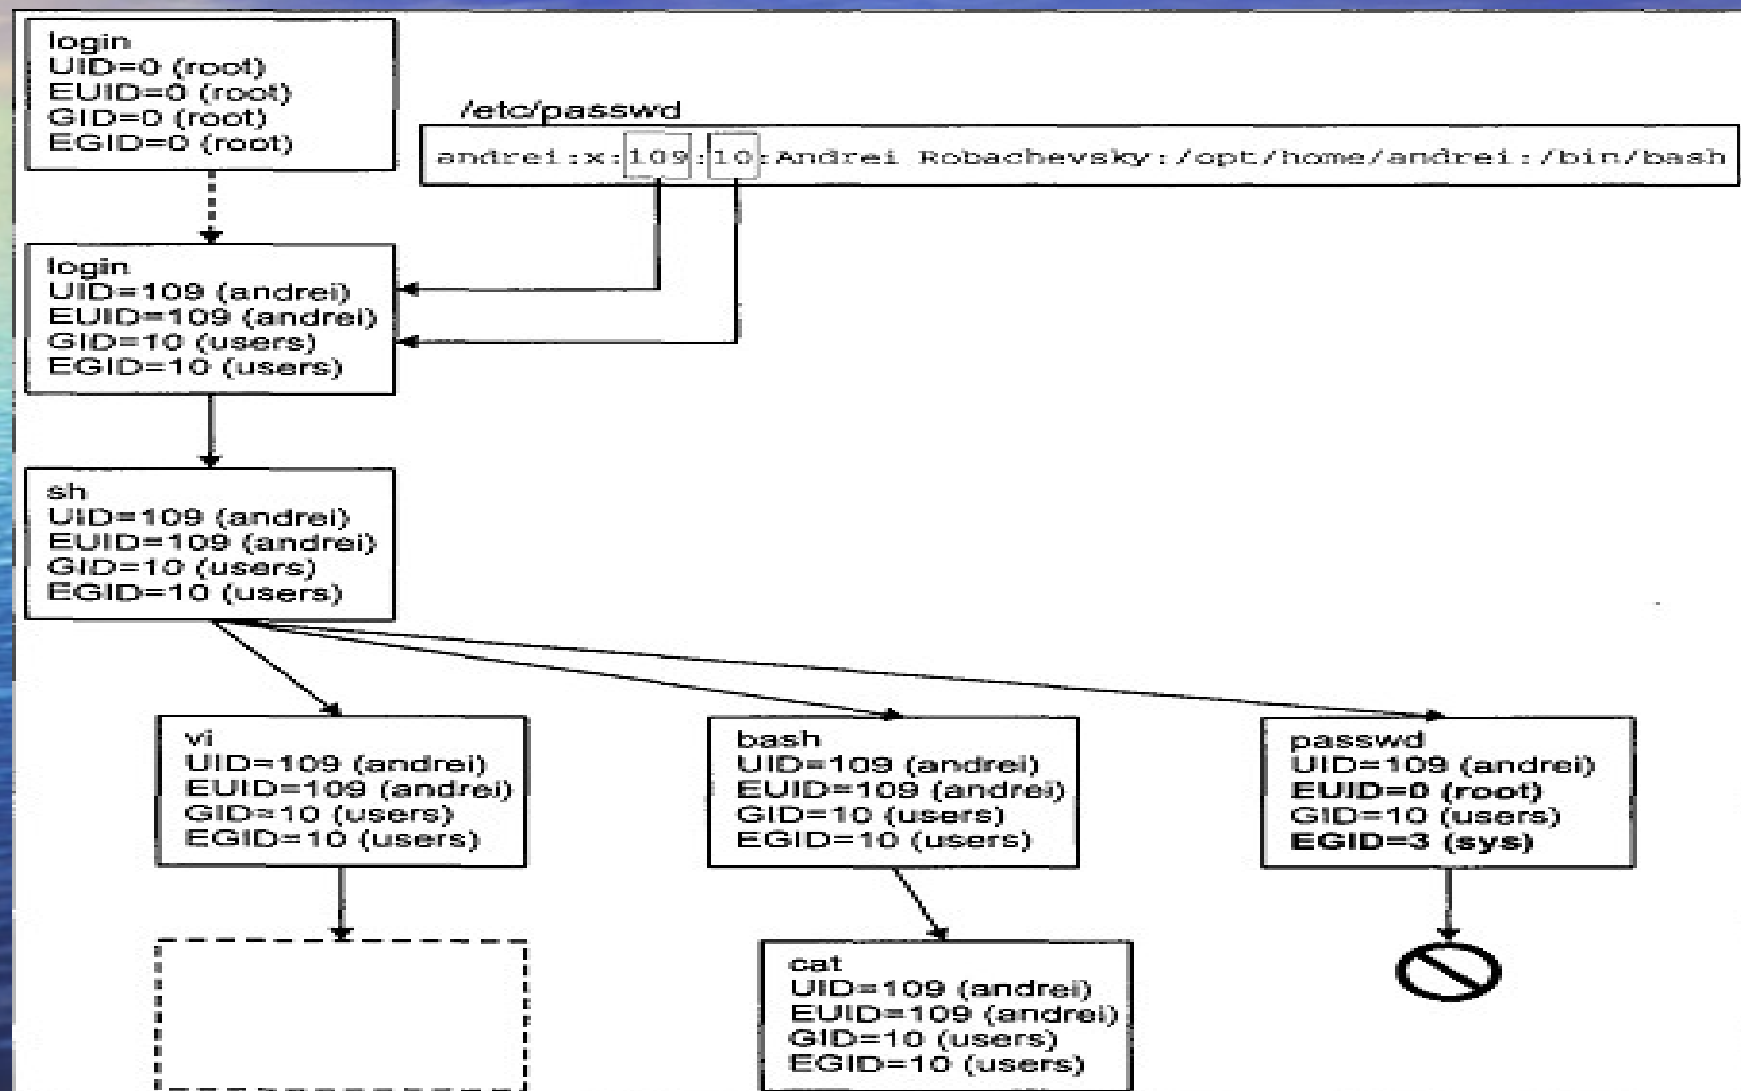 login
UID=0 (root)
EUID=0 (root)
GID=0 (root)
EGID=0 (root)
/etc/passwd
andrei:x:109:10:Andrei Robachevsky:/opt/home/andrei:/bin/bash
login
UID=109 (andrei)
EUID=109 (andrei)
GID=10 (users)
EGID=10 (users)
sh
UID=109 (andrei)
EUID=109 (andrei)
GID=10 (users)
EGID=10 (users)
vi
UID=109 (andrei)
EUID=109 (andrei)
GID=10 (users)
EGID=10 (users)
bash
UID=109 (andrei)
EUID=109 (andrei)
GID=10 (users)
EGID=10 (users)
passwd
UID=109 (andrei)
EUID=0 (root)
GID=10 (users)
EGID=3 (sys)
cat
UID=109 (andrei)
EUID=109 (andrei)
GID=10 (users)
EGID=10 (users)